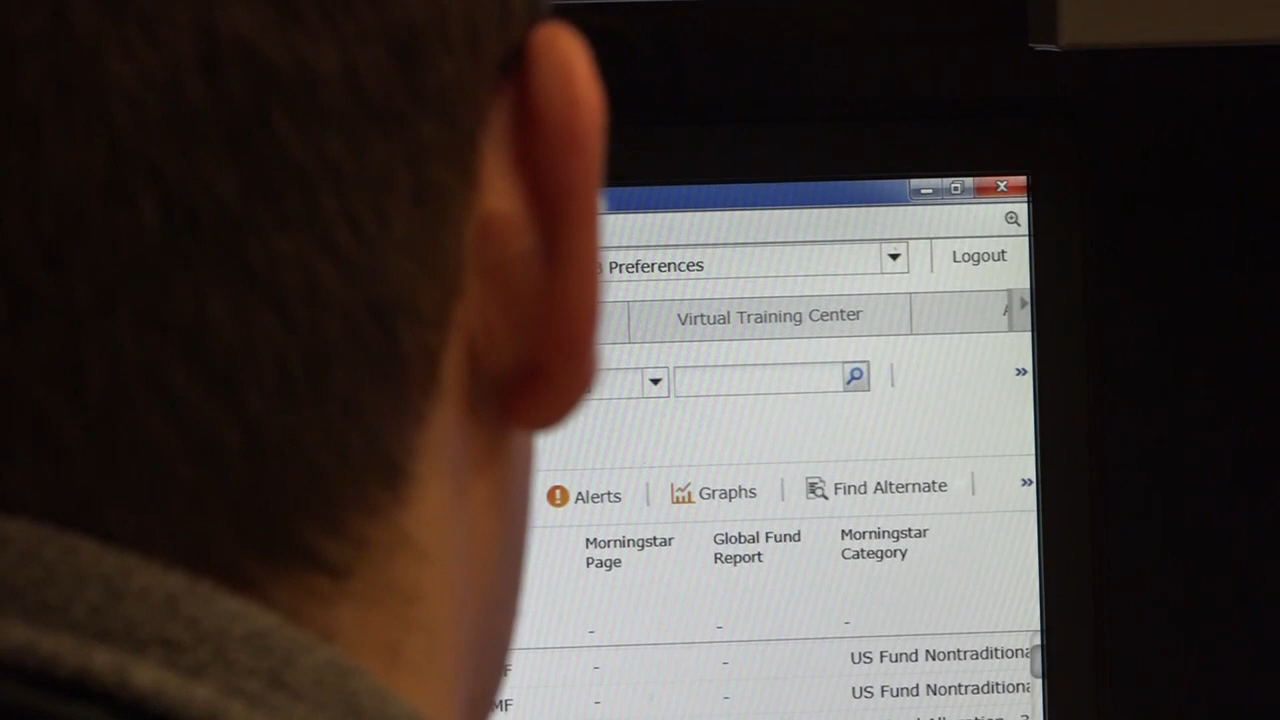 Preferences
Logout
Virtual Training Center
Alerts
Graphs
Find Alternate
Morningstar
Page
Global Fund
Report
Morningstar
Category
- - -
F - - US Fund Nontraditiona
MF - - US Fund Nontraditiona